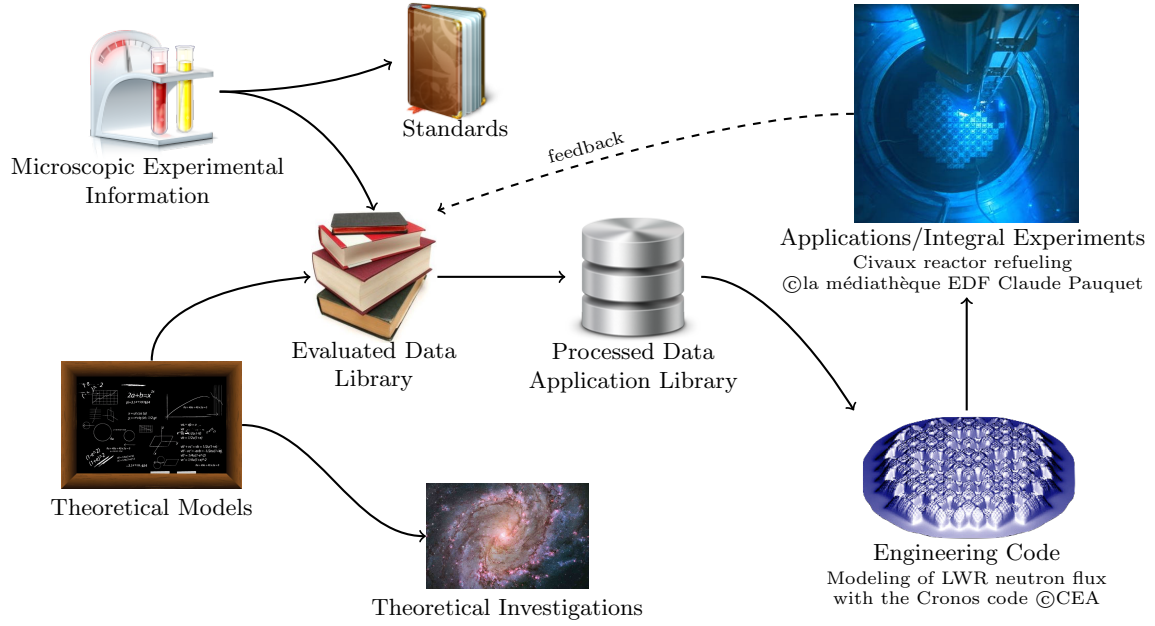 Standards
Microscopic Experimental
Information
feedback
Applications/Integral Experiments
Civaux reactor refueling
©la médiathèque EDF Claude Pauquet
Evaluated Data
Library
Processed Data
Application Library
2a+b=x
Theoretical Models
Engineering Code
Modeling of LWR neutron flux
with the Cronos code ©CEA
Theoretical Investigations